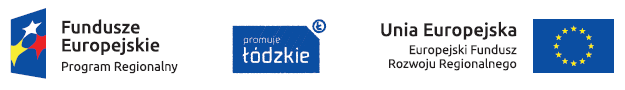 Fundusze
Europejskie
Program Regionalny
promuje
łódzkie
Ł
Unia Europejska
Europejski Fundusz
Rozwoju Regionalnego